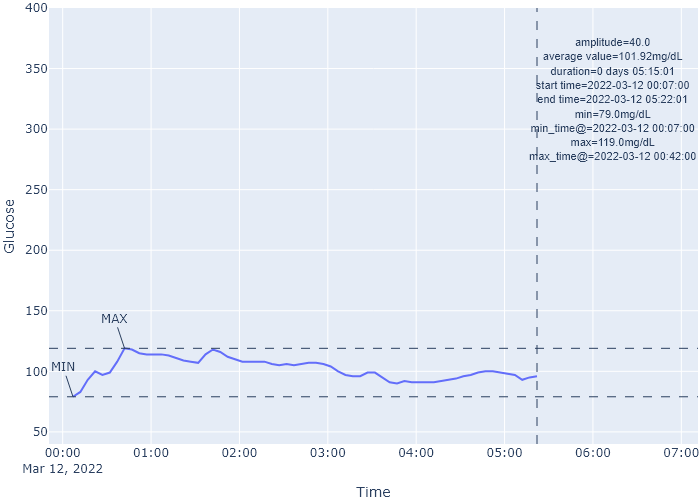 400
350
300
250
200
150
100
50
Glucose
amplitude=40.0
average value=101.92mg/dL
duration=0 days 05:15:01
start time=2022-03-12 00:07:00
end time=2022-03-12 05:22:01
min=79.0mg/dL
min_time@=2022-03-12 00:07:00
max=119.0mg/dL
max_time@=2022-03-12 00:42:00
MAX
MIN
00:00 01:00 02:00 03:00 04:00 05:00 06:00 07:00
Mar 12, 2022
Time